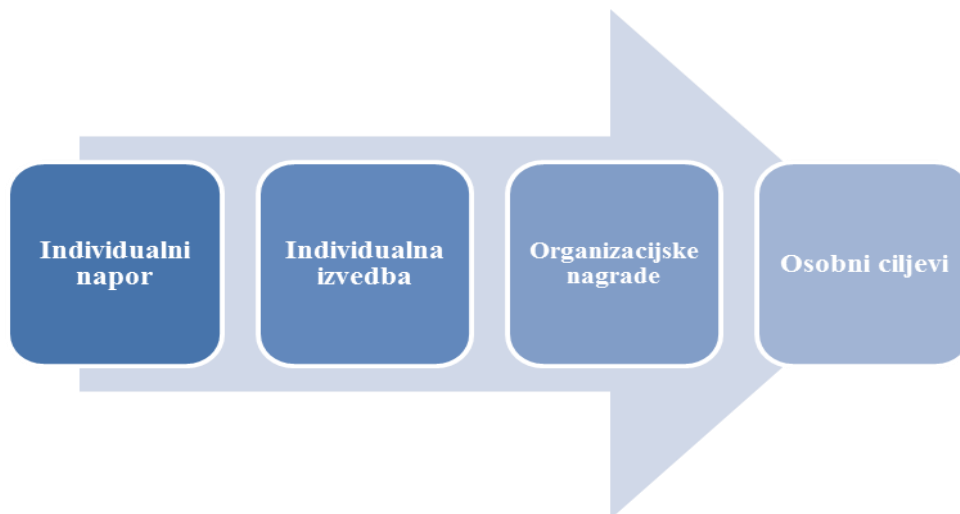 Individualni
napor
Individualna
izvedba
Organizacijske
nagrade
Osobni ciljevi